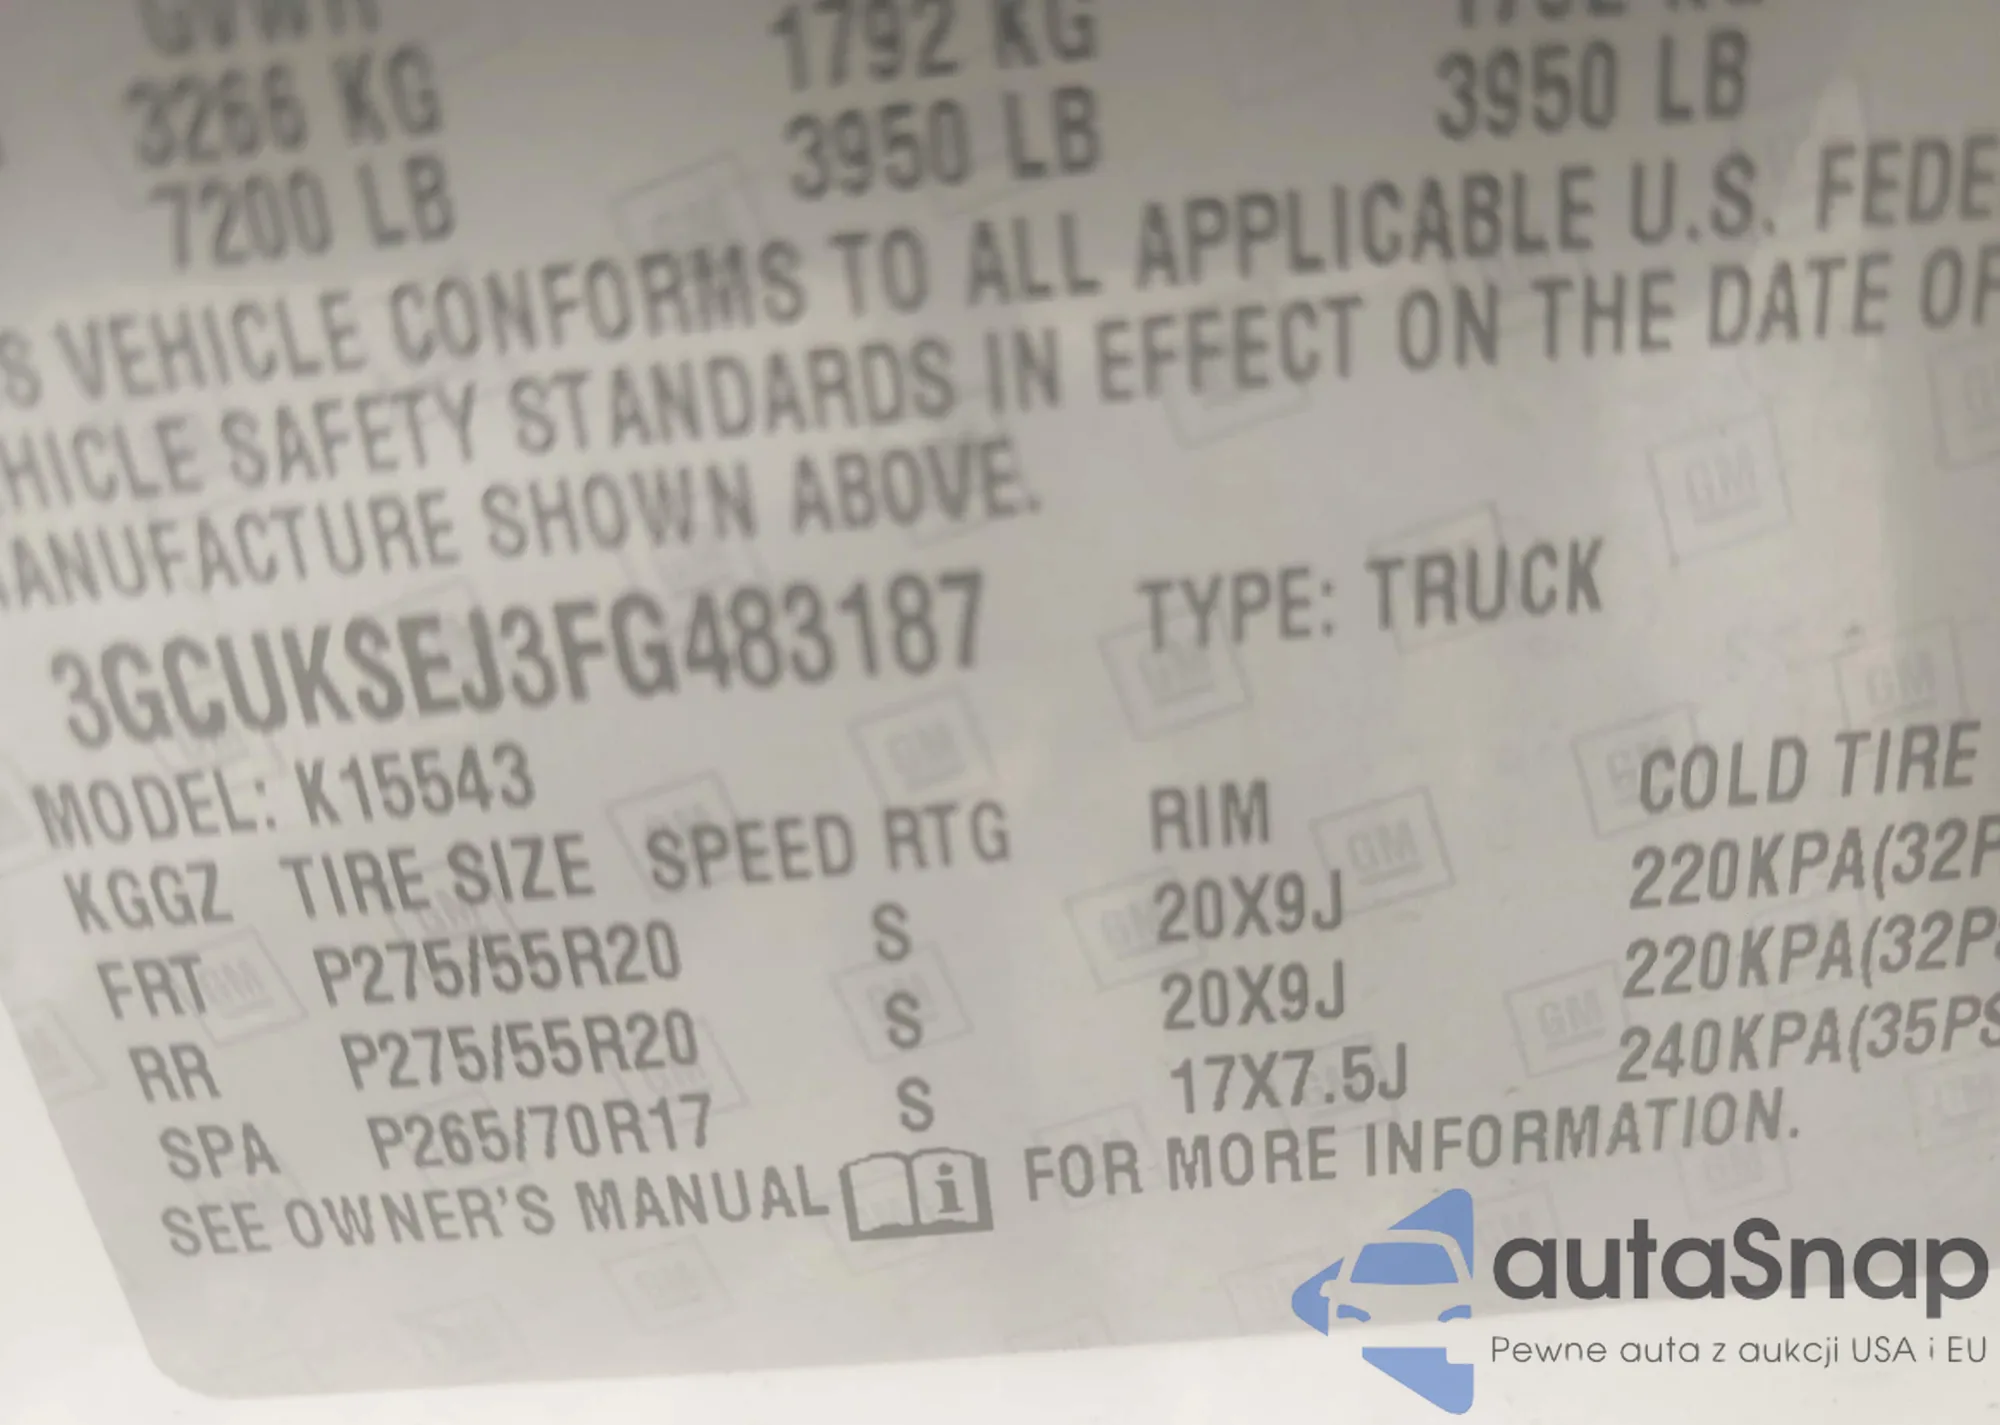 GVWR
3266 KG 1792 KG
7200 LB 3950 LB 3950 LB
S VEHICLE CONFORMS TO ALL APPLICABLE U.S. FEDE
HICLE SAFETY STANDARDS IN EFFECT ON THE DATE OF
ANUFACTURE SHOWN ABOVE.
3GCUKSEJ3FG483187 TYPE: TRUCK
MODEL: K15543
KGGZ TIRE SIZE SPEED RTG RIM COLD TIRE
FRT P275/55R20 S 20X9J 220KPA(32P
RR P275/55R20 S 20X9J 220KPA(32PS
SPA P265/70R17 S 17X7.5J 240KPA(35PS
SEE OWNER'S MANUAL i FOR MORE INFORMATION.
autaSnap
Pewne auta z aukcji USA i EU